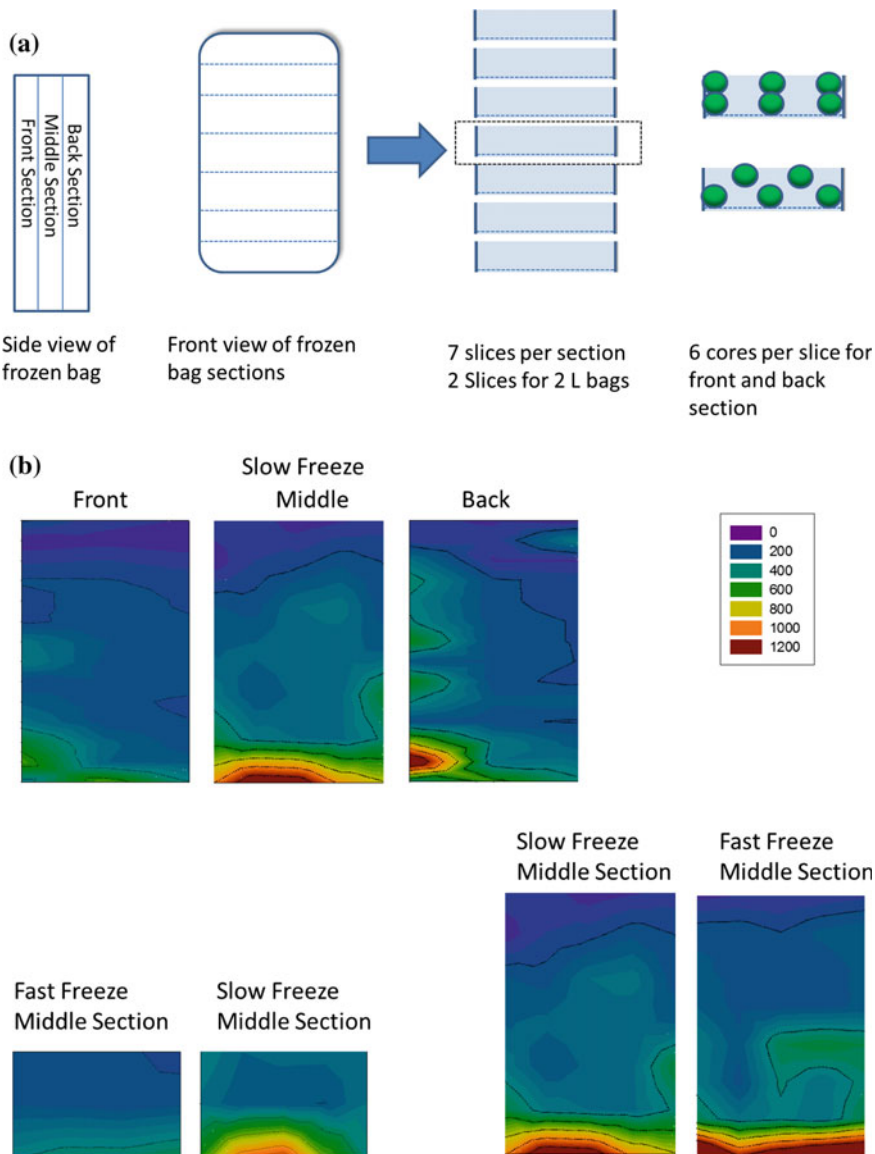 (a)
Back Section
Middle Section
Front Section
Side view of
frozen bag
Front view of frozen
bag sections
7 slices per section
2 Slices for 2 L bags
6 cores per slice for
front and back
section
(b)
Slow Freeze
Front
Middle
Back
0
200
400
600
800
1000
1200
Slow Freeze
Middle Section
Fast Freeze
Middle Section
Fast Freeze
Middle Section
Slow Freeze
Middle Section